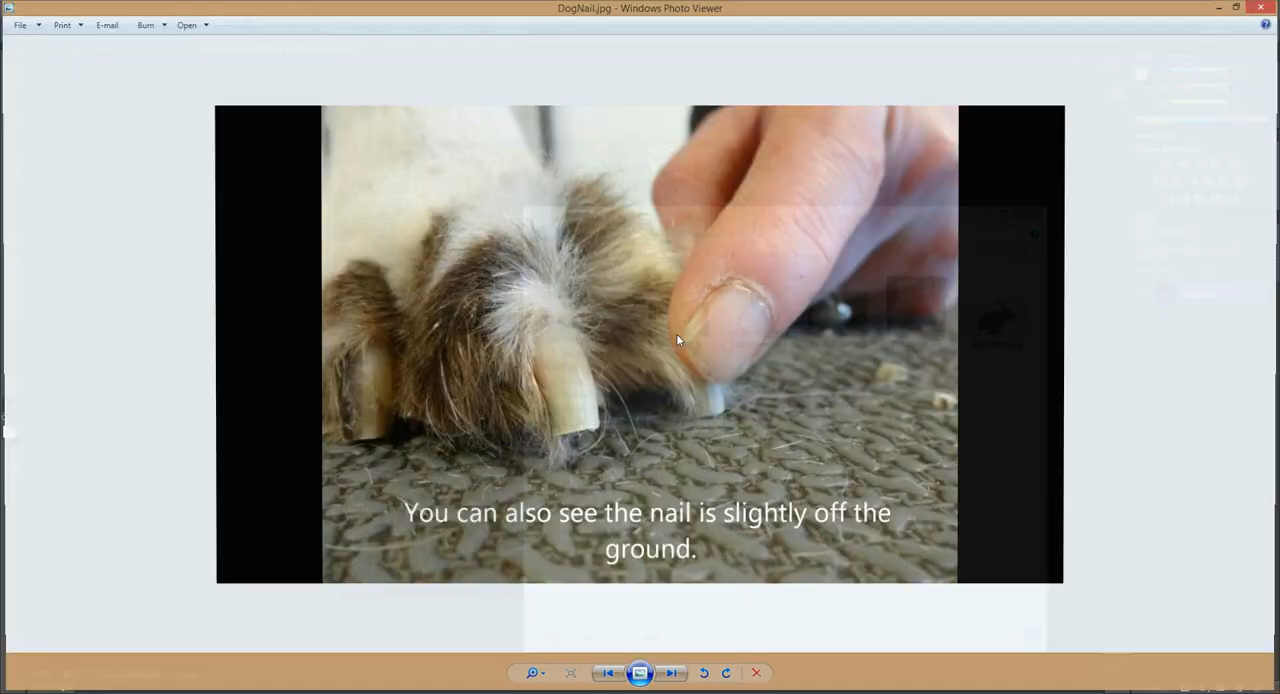 DogNail.jpg - Windows Photo Viewer
File Print E-mail Burn Open
You can also see the nail is slightly off the
ground.